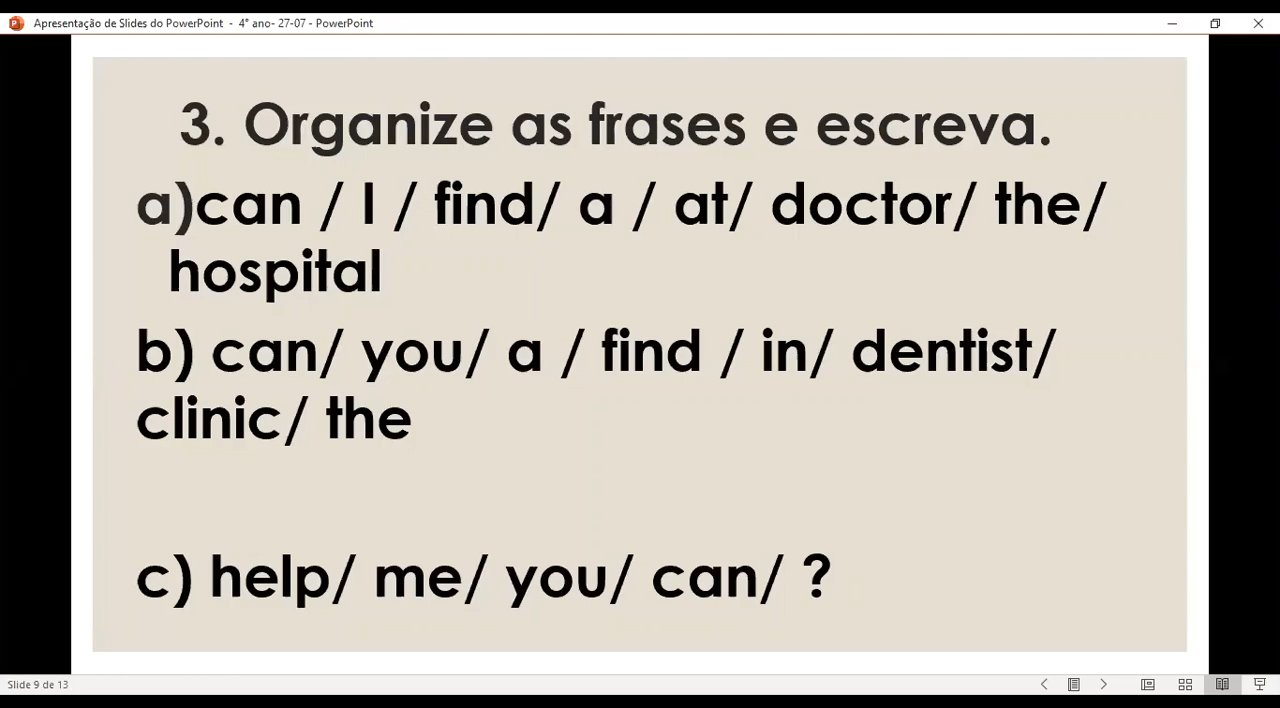 Apresentação de Slides do PowerPoint - 4° ano- 27-07 - PowerPoint
3. Organize as frases e escreva.
a)can / I / find/ a / at/ doctor/ the/
hospital
b) can/ you/ a / find / in/ dentist/
clinic/ the
c) help/ me/ you/ can/ ?
Slide 9 de 13